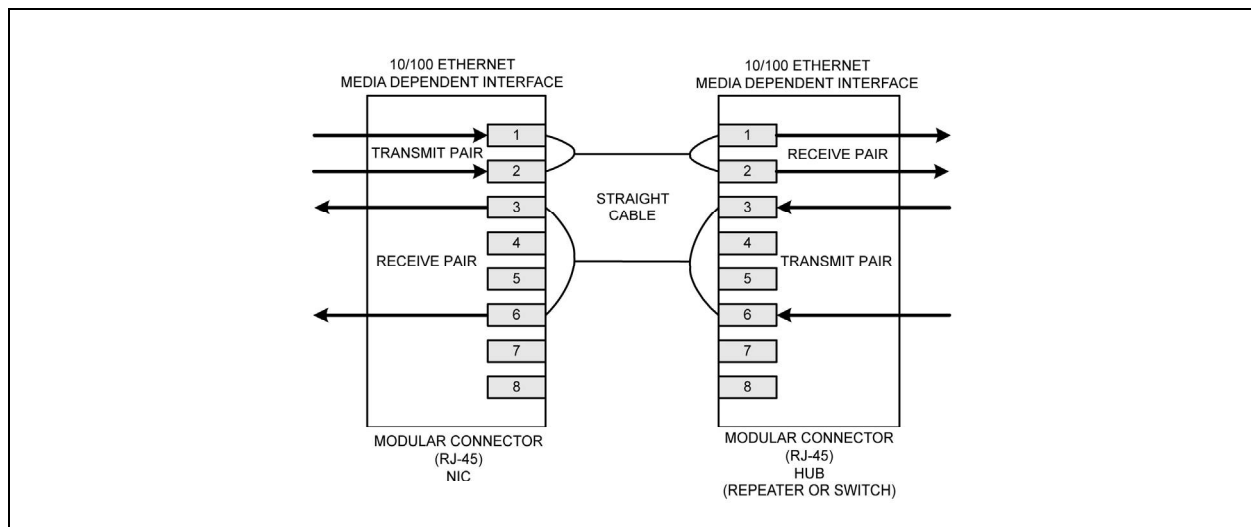 10/100 ETHERNET
MEDIA DEPENDENT INTERFACE
1
TRANSMIT PAIR
2
3
4
RECEIVE PAIR
5
6
7
8
MODULAR CONNECTOR
(RJ-45)
NIC
STRAIGHT
CABLE
10/100 ETHERNET
MEDIA DEPENDENT INTERFACE
1
RECEIVE PAIR
2
3
4
TRANSMIT PAIR
5
6
7
8
MODULAR CONNECTOR
(RJ-45)
HUB
(REPEATER OR SWITCH)